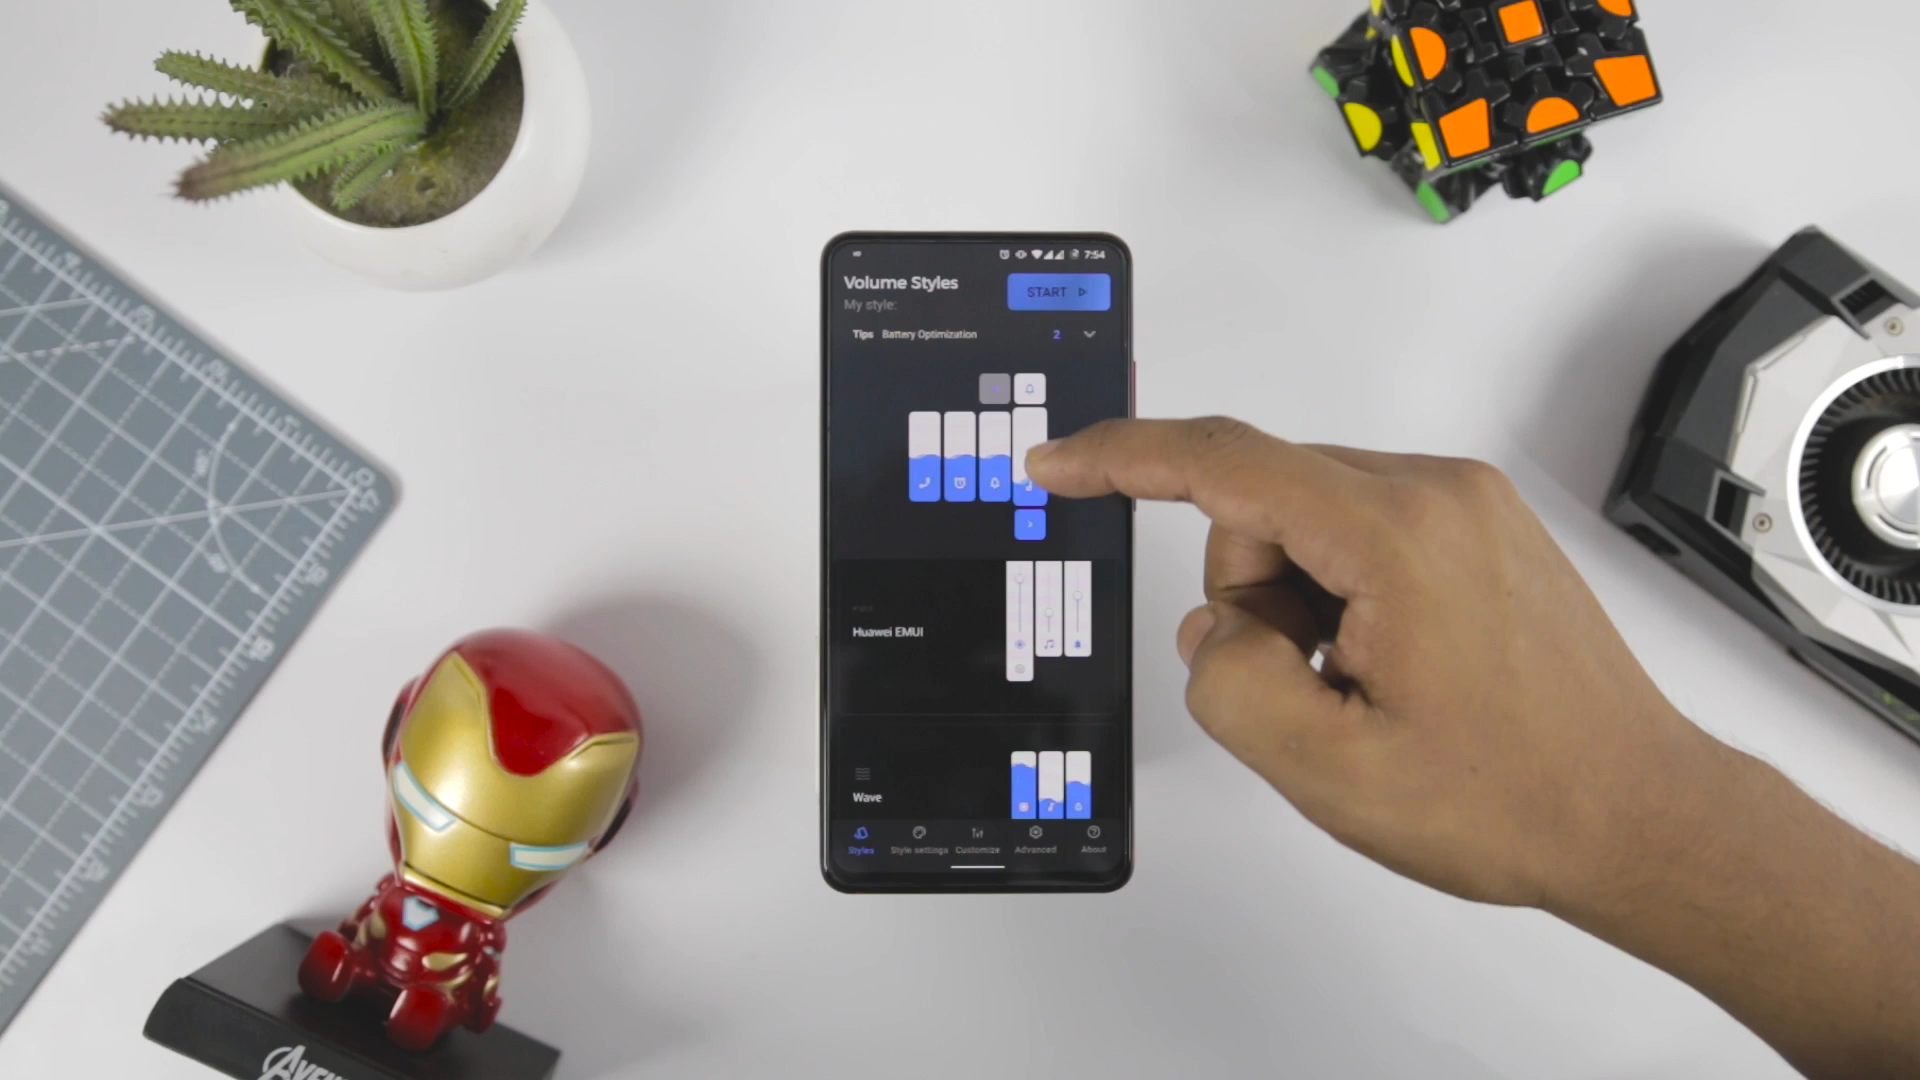 7:54
Volume Styles
START
My style:
Tips Battery Optimization 2
Huawei EMUI
Wave
Styles Style settings Customize Advanced About